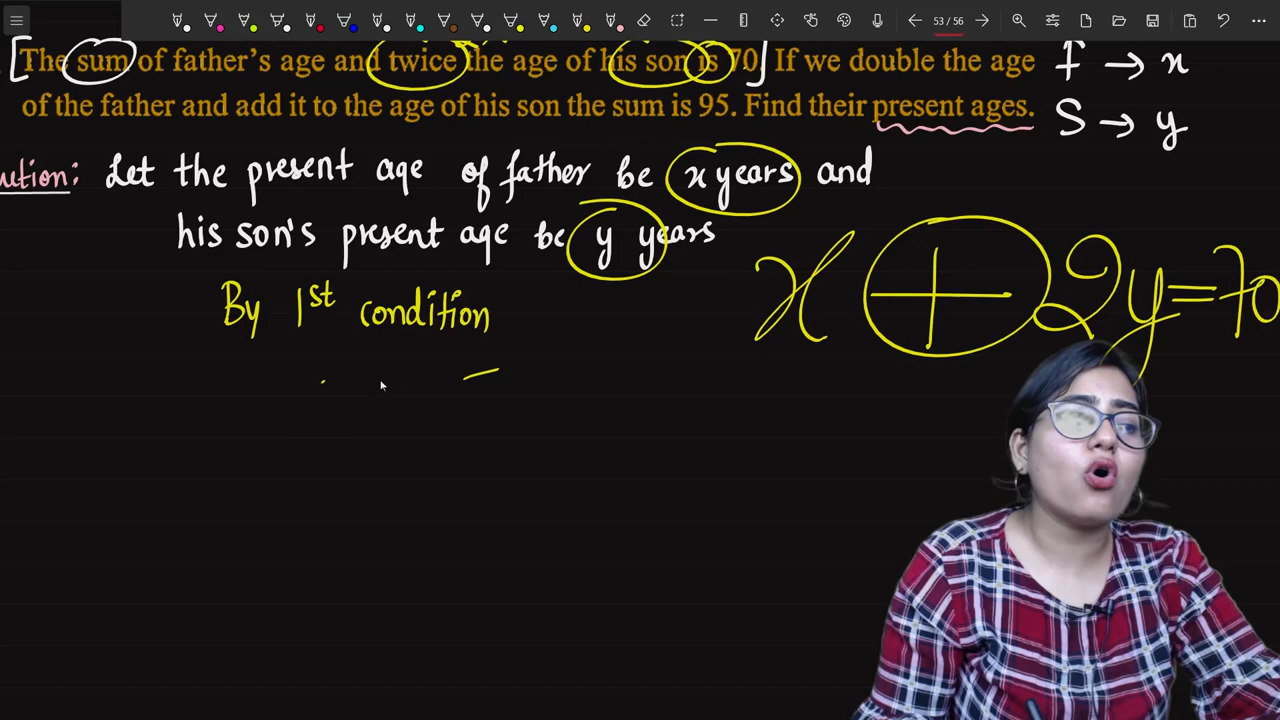 53 / 56
[The sum of father's age and twice the age of his son is 70.] If we double the age
of the father and add it to the age of his son the sum is 95. Find their present ages.
f → x
S → y
ution: Let the present age of father be x years and
his son's present age be y years
By 1st condition
x + 2y = 70